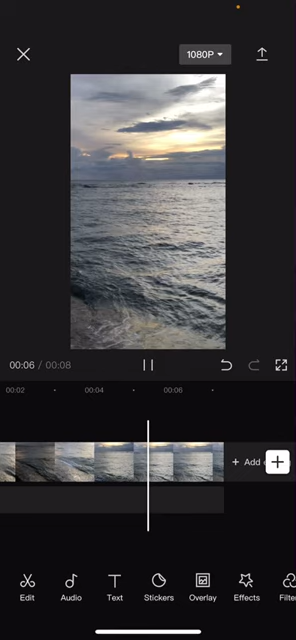 1080P
00:06 / 00:08
00:02 00:04 00:06
+ Add
Edit Audio Text Stickers Overlay Effects Filte